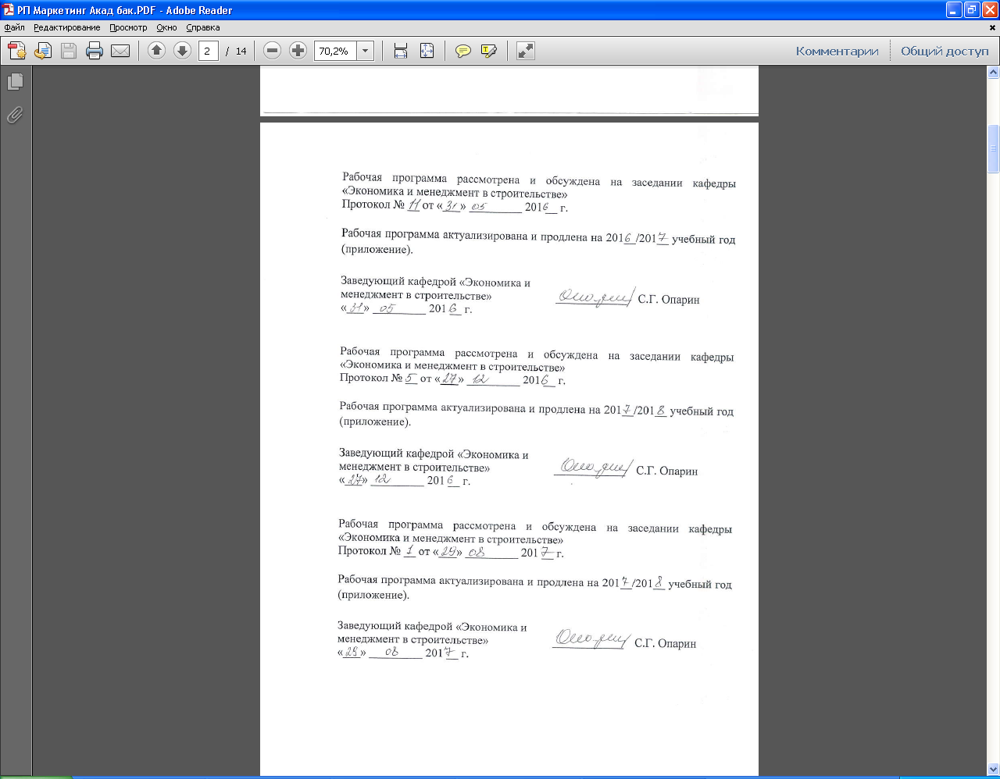 РП Маркетинг Акад бак.PDF - Adobe Reader
Файл Редактирование Просмотр Окно Справка
2 / 14 70,2% Комментарии Общий доступ
Рабочая программа рассмотрена и обсуждена на заседании кафедры
«Экономика и менеджмент в строительстве»
Протокол № 11 от «31» 05 2016 г.
Рабочая программа актуализирована и продлена на 2016/2017 учебный год
(приложение).
Заведующий кафедрой «Экономика и
менеджмент в строительстве»
С.Г. Опарин
«31» 05 2016 г.
Рабочая программа рассмотрена и обсуждена на заседании кафедры
«Экономика и менеджмент в строительстве»
Протокол № 5 от «27» 12 2016 г.
Рабочая программа актуализирована и продлена на 2017/2018 учебный год
(приложение).
Заведующий кафедрой «Экономика и
менеджмент в строительстве»
С.Г. Опарин
«27» 12 2016 г.
Рабочая программа рассмотрена и обсуждена на заседании кафедры
«Экономика и менеджмент в строительстве»
Протокол № 1 от «29» 08 2017 г.
Рабочая программа актуализирована и продлена на 2017/2018 учебный год
(приложение).
Заведующий кафедрой «Экономика и
менеджмент в строительстве»
С.Г. Опарин
«29» 08 2017 г.